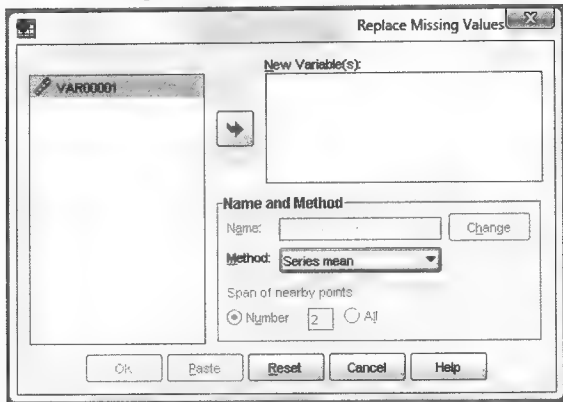 Replace Missing Values
VAR00001
New Variable(s):
Name and Method
Name:
Change
Method:
Series mean
Span of nearby points
Number
2
All
OK
Paste
Reset
Cancel
Help